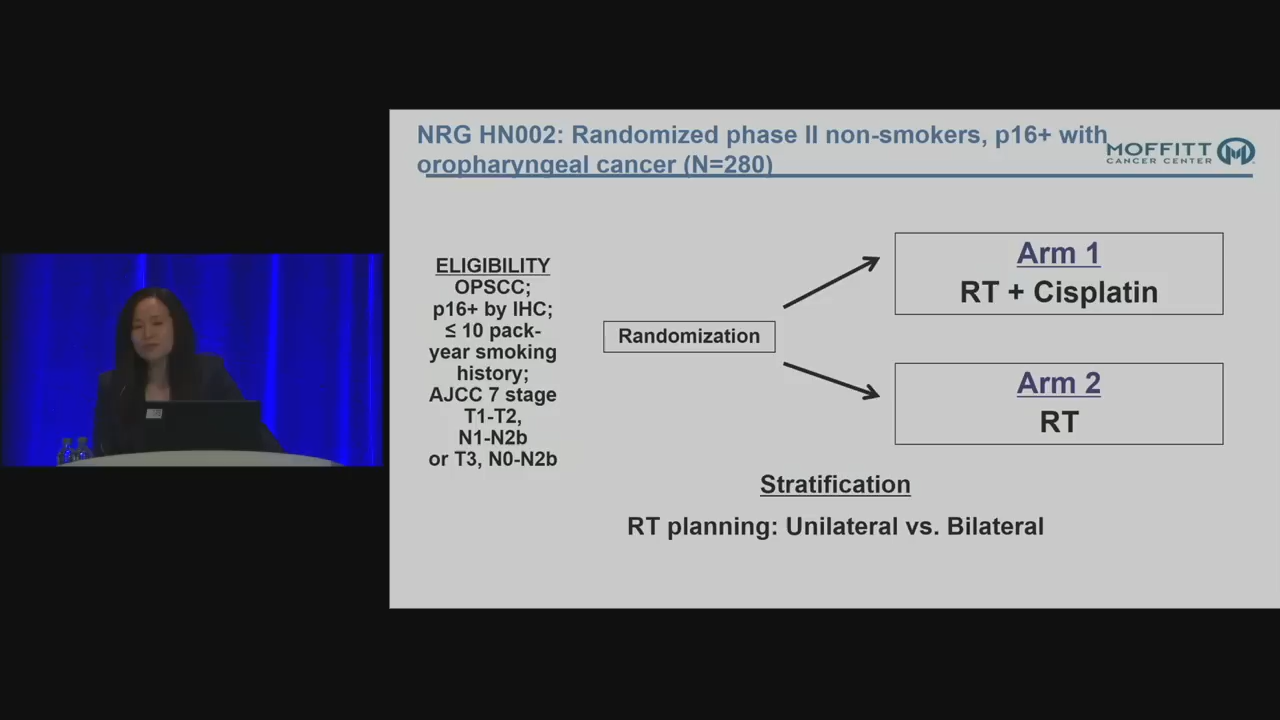 NRG HN002: Randomized phase II non-smokers, p16+ with
oropharyngeal cancer (N=280)
MOFFITT
CANCER CENTER
ELIGIBILITY
OPSCC;
p16+ by IHC;
≤ 10 pack-
year smoking
history;
AJCC 7 stage
T1-T2,
N1-N2b
or T3, N0-N2b
Randomization
Arm 1
RT + Cisplatin
Arm 2
RT
Stratification
RT planning: Unilateral vs. Bilateral